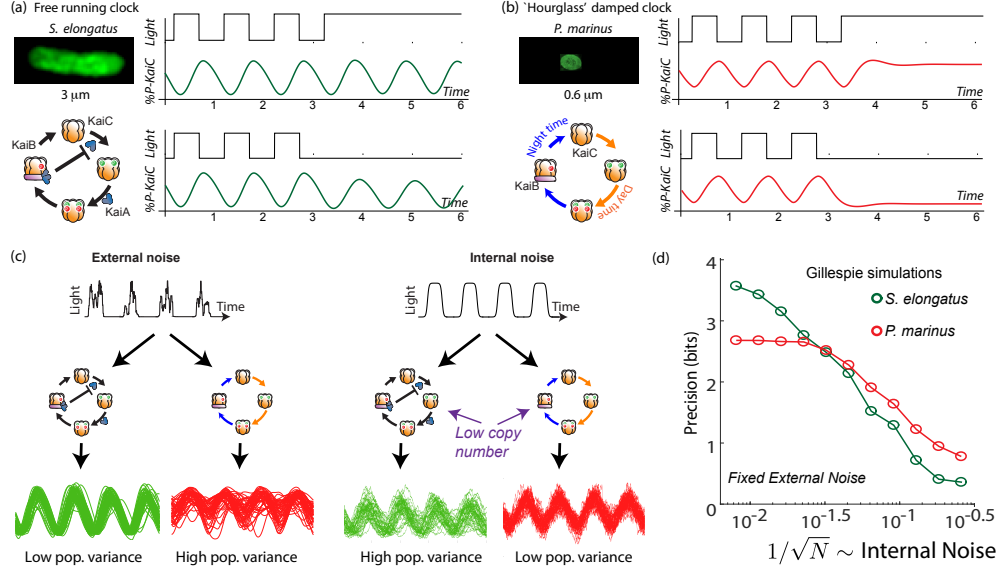 (a) Free running clock
S. elongatus
3 μm
KaiC
KaiB
KaiA
Light
%P-KaiC
Time
1 2 3 4 5 6
Light
%P-KaiC
Time
1 2 3 4 5 6
(b) `Hourglass' damped clock
P. marinus
0.6 μm
Night time
KaiC
KaiB
Day time
Light
%P-KaiC
Time
1 2 3 4 5 6
Light
%P-KaiC
Time
1 2 3 4 5 6
(c)
External noise
Light
Time
Low pop. variance
High pop. variance
Internal noise
Light
Time
Low copy
number
High pop. variance
Low pop. variance
(d)
Gillespie simulations
S. elongatus
P. marinus
Precision (bits)
4
3
2
1
0
Fixed External Noise
10^-2 10^-1.5 10^-1 10^-0.5
1/√N ~ Internal Noise